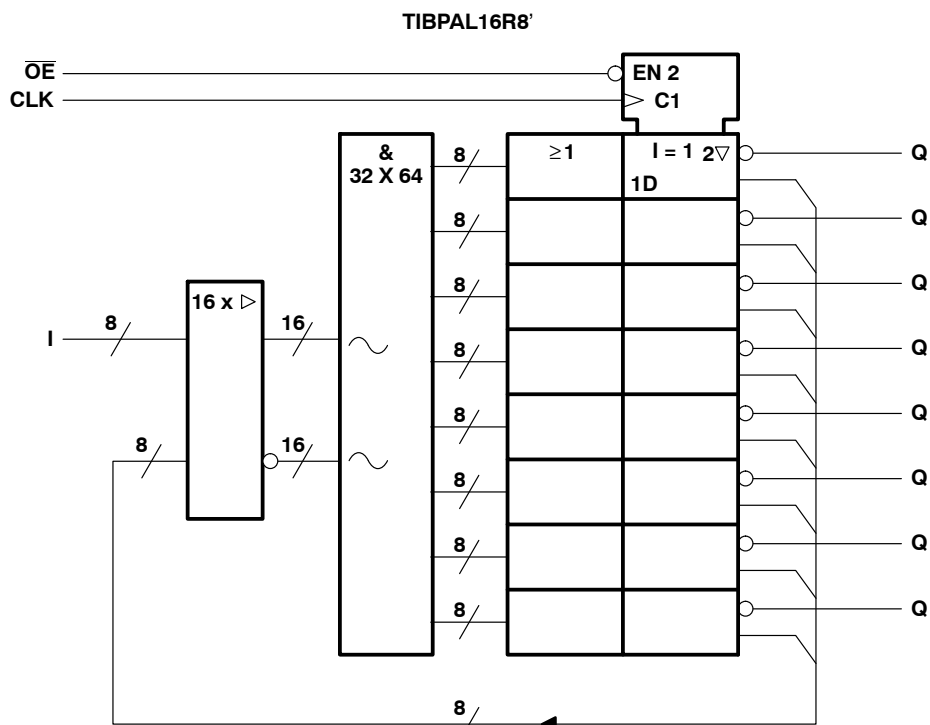 TIBPAL16R8'
OE
EN 2
CLK
C1
&
32 X 64
8
≥1
I = 1
2▽
Q
1D
8
Q
8
Q
16 x ▷
I
8
16
8
Q
8
Q
8
16
8
Q
8
Q
8
Q
8